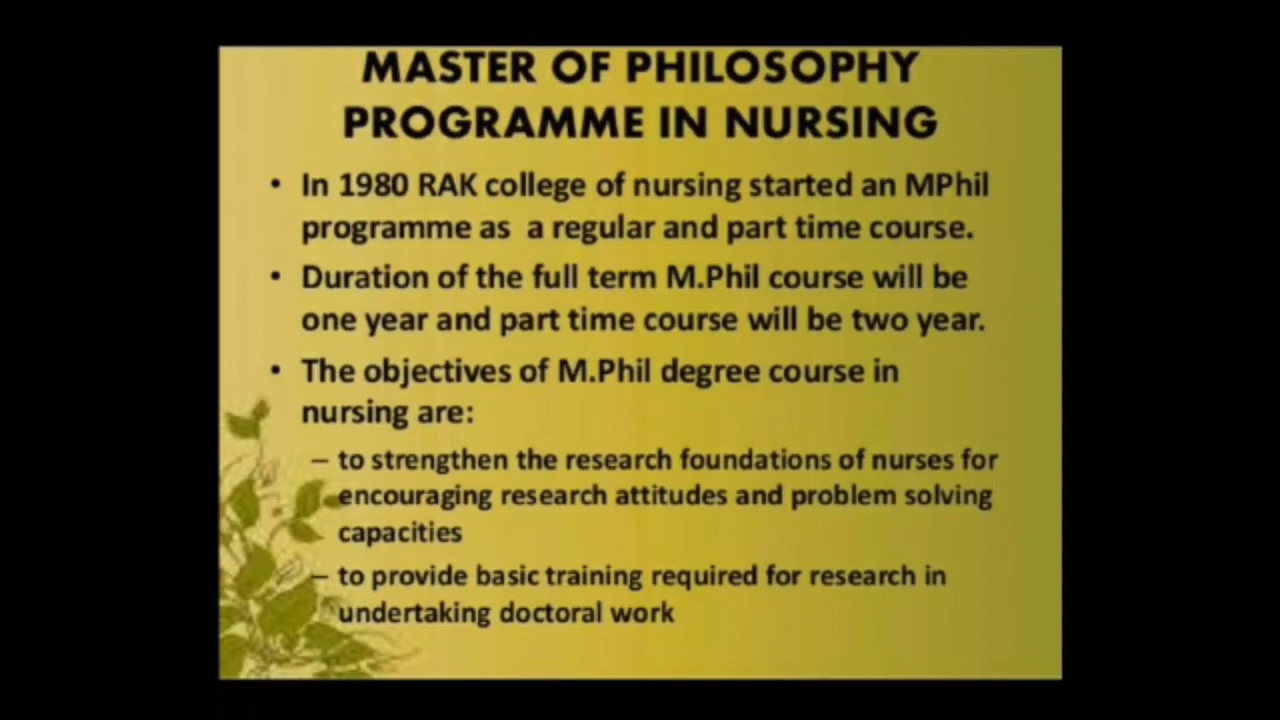 MASTER OF PHILOSOPHY
PROGRAMME IN NURSING
• In 1980 RAK college of nursing started an MPhil
programme as a regular and part time course.
• Duration of the full term M.Phil course will be
one year and part time course will be two year.
• The objectives of M.Phil degree course in
nursing are:
– to strengthen the research foundations of nurses for
encouraging research attitudes and problem solving
capacities
– to provide basic training required for research in
undertaking doctoral work